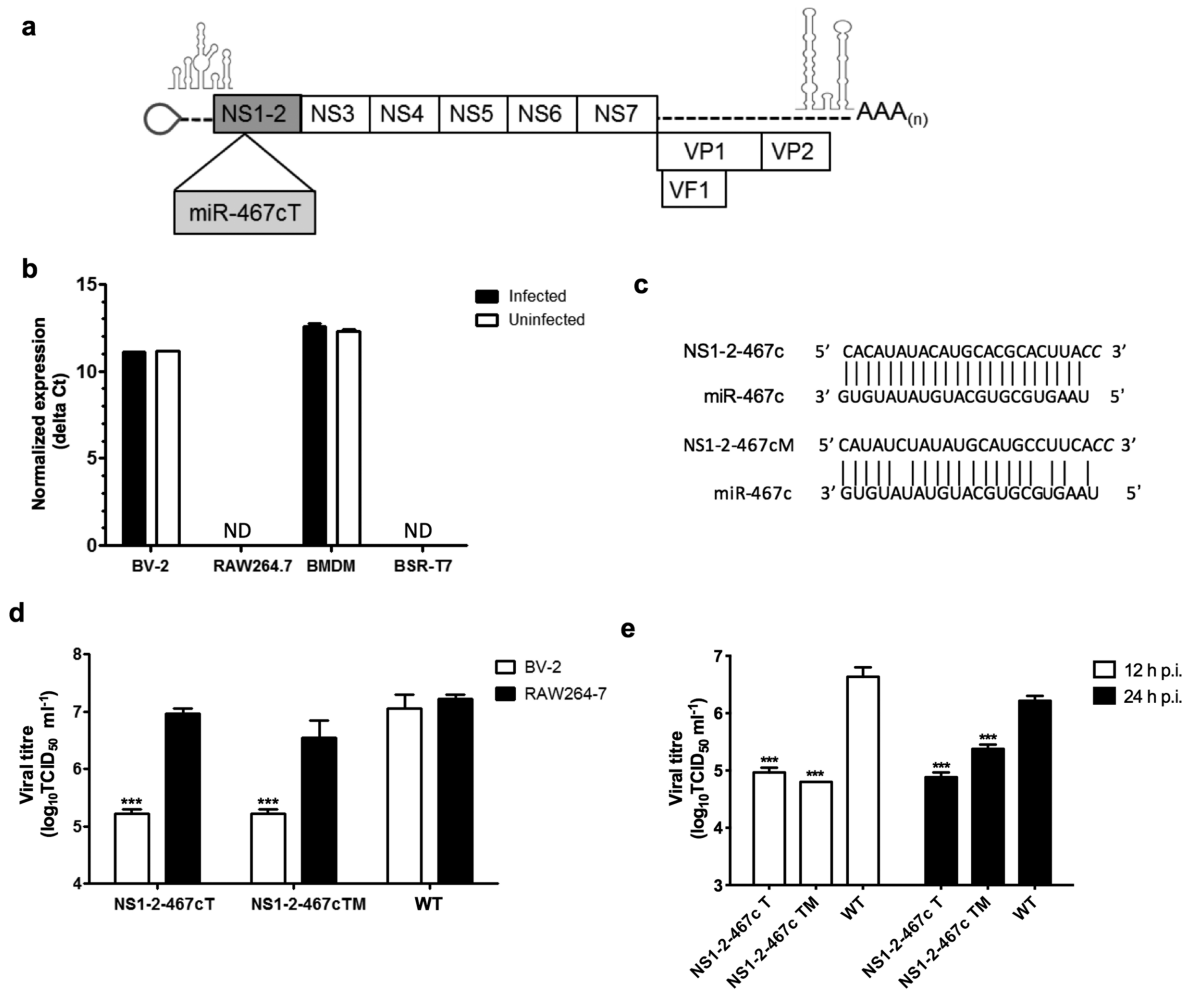 a
NS1-2 NS3 NS4 NS5 NS6 NS7 AAA(n)
VP1 VP2
VF1
miR-467cT
b
Normalized expression
(delta Ct)
15
10
5
0
ND
ND
BV-2 RAW264.7 BMDM BSR-T7
Infected
Uninfected
c
NS1-2-467c 5’ CACAUAUACAUGCACGCACUUACC 3’
miR-467c 3’ GUGUAUAUGUACGUGCGUGAAU 5’
NS1-2-467cM 5’ CAUAUCUAUAUGCAUGCCUUCACC 3’
miR-467c 3’ GUGUAUAUGUACGUGCGUGAAU 5’
d
Viral titre
(log10TCID50 ml-1)
8
7
6
5
4
***
***
NS1-2-467cT NS1-2-467cTM WT
BV-2
RAW264-7
e
Viral titre
(log10TCID50 ml-1)
7
6
5
4
3
***
***
***
***
NS1-2-467c T
NS1-2-467c TM
WT
NS1-2-467c T
NS1-2-467c TM
WT
12 h p.i.
24 h p.i.